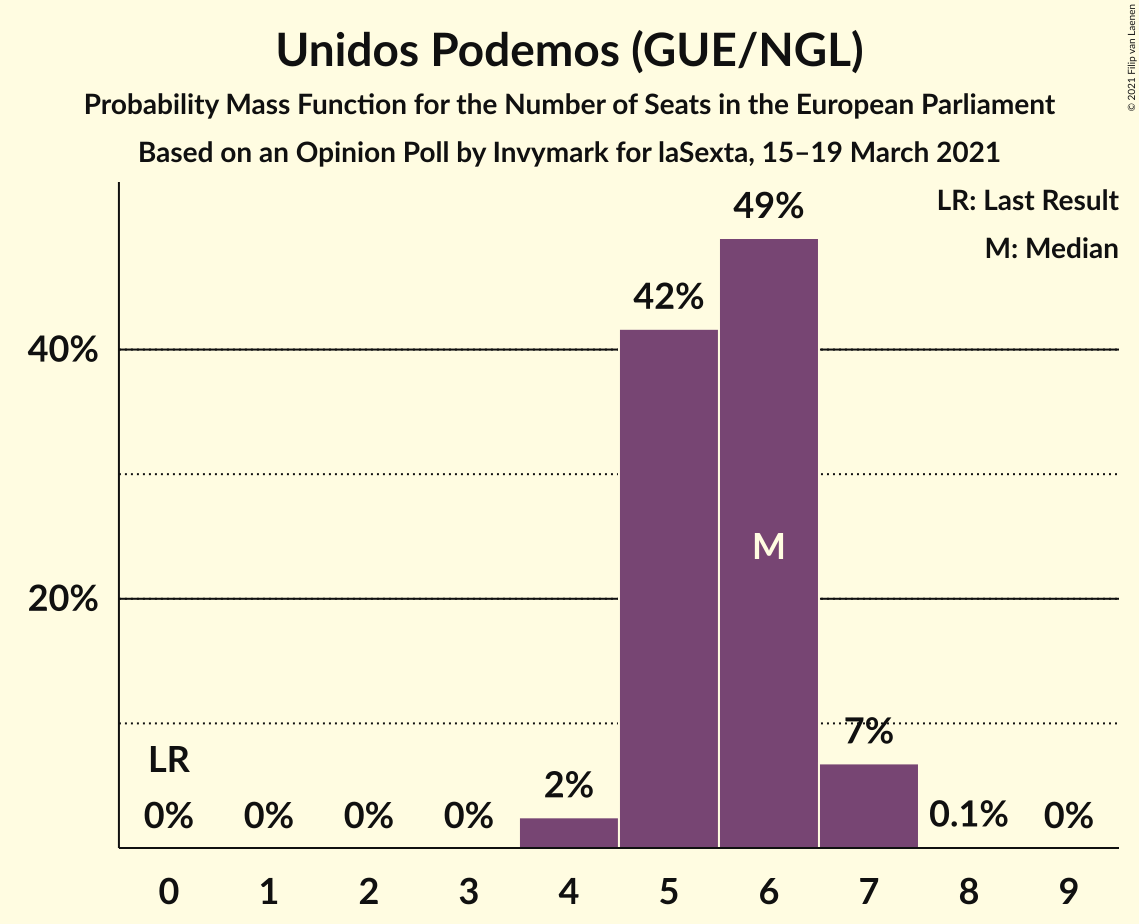 Unidos Podemos (GUE/NGL)
Probability Mass Function for the Number of Seats in the European Parliament
Based on an Opinion Poll by Invymark for laSexta, 15–19 March 2021
© 2021 Filip van Laenen
LR: Last Result
M: Median
49%
42%
40%
M
20%
7%
LR
2%
0% 0% 0% 0% 0.1% 0%
0 1 2 3 4 5 6 7 8 9